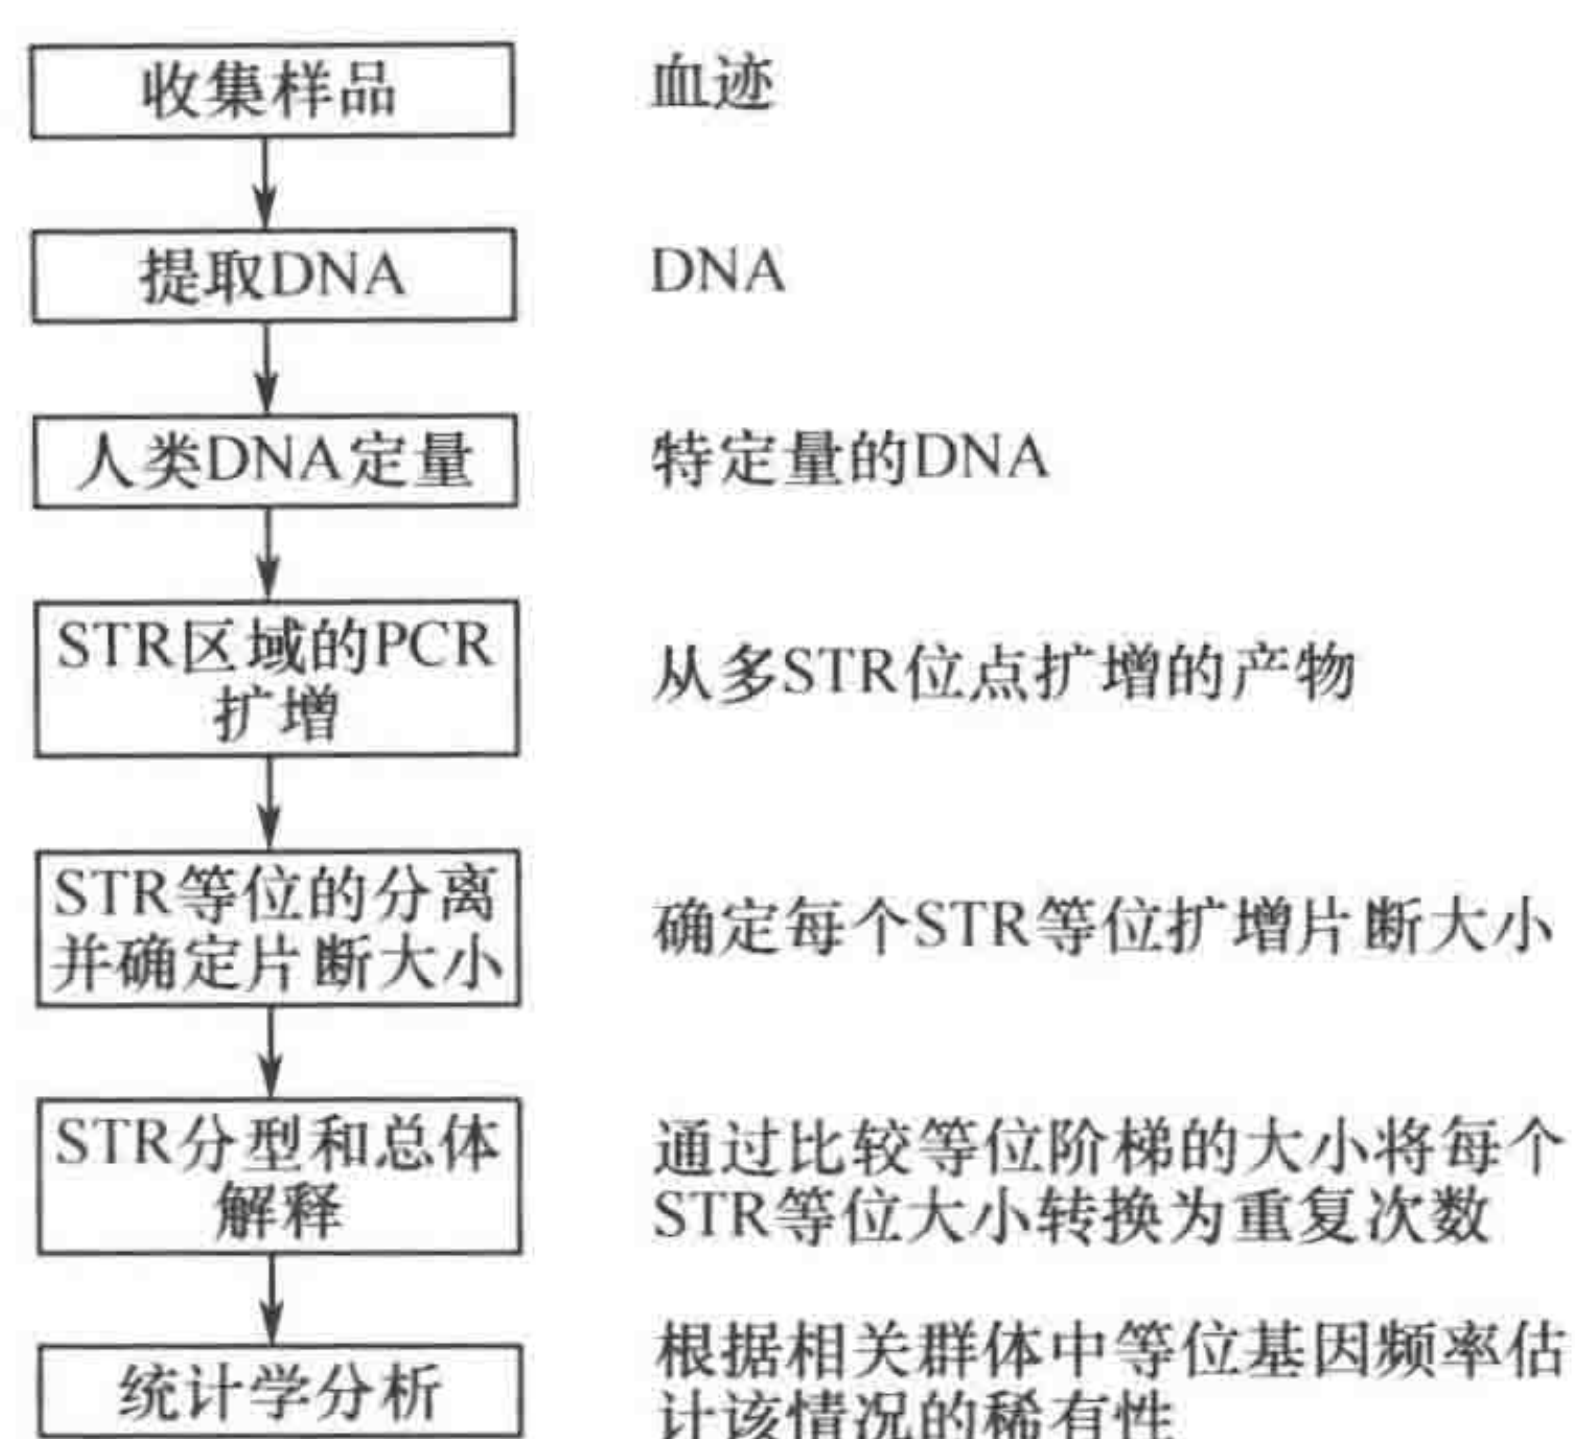 收集样品
血迹
提取DNA
DNA
人类DNA定量
特定量的DNA
STR区域的PCR
扩增
从多STR位点扩增的产物
STR等位的分离
并确定片断大小
确定每个STR等位扩增片断大小
STR分型和总体
解释
通过比较等位阶梯的大小将每个
STR等位大小转换为重复次数
统计学分析
根据相关群体中等位基因频率估
计该情况的稀有性